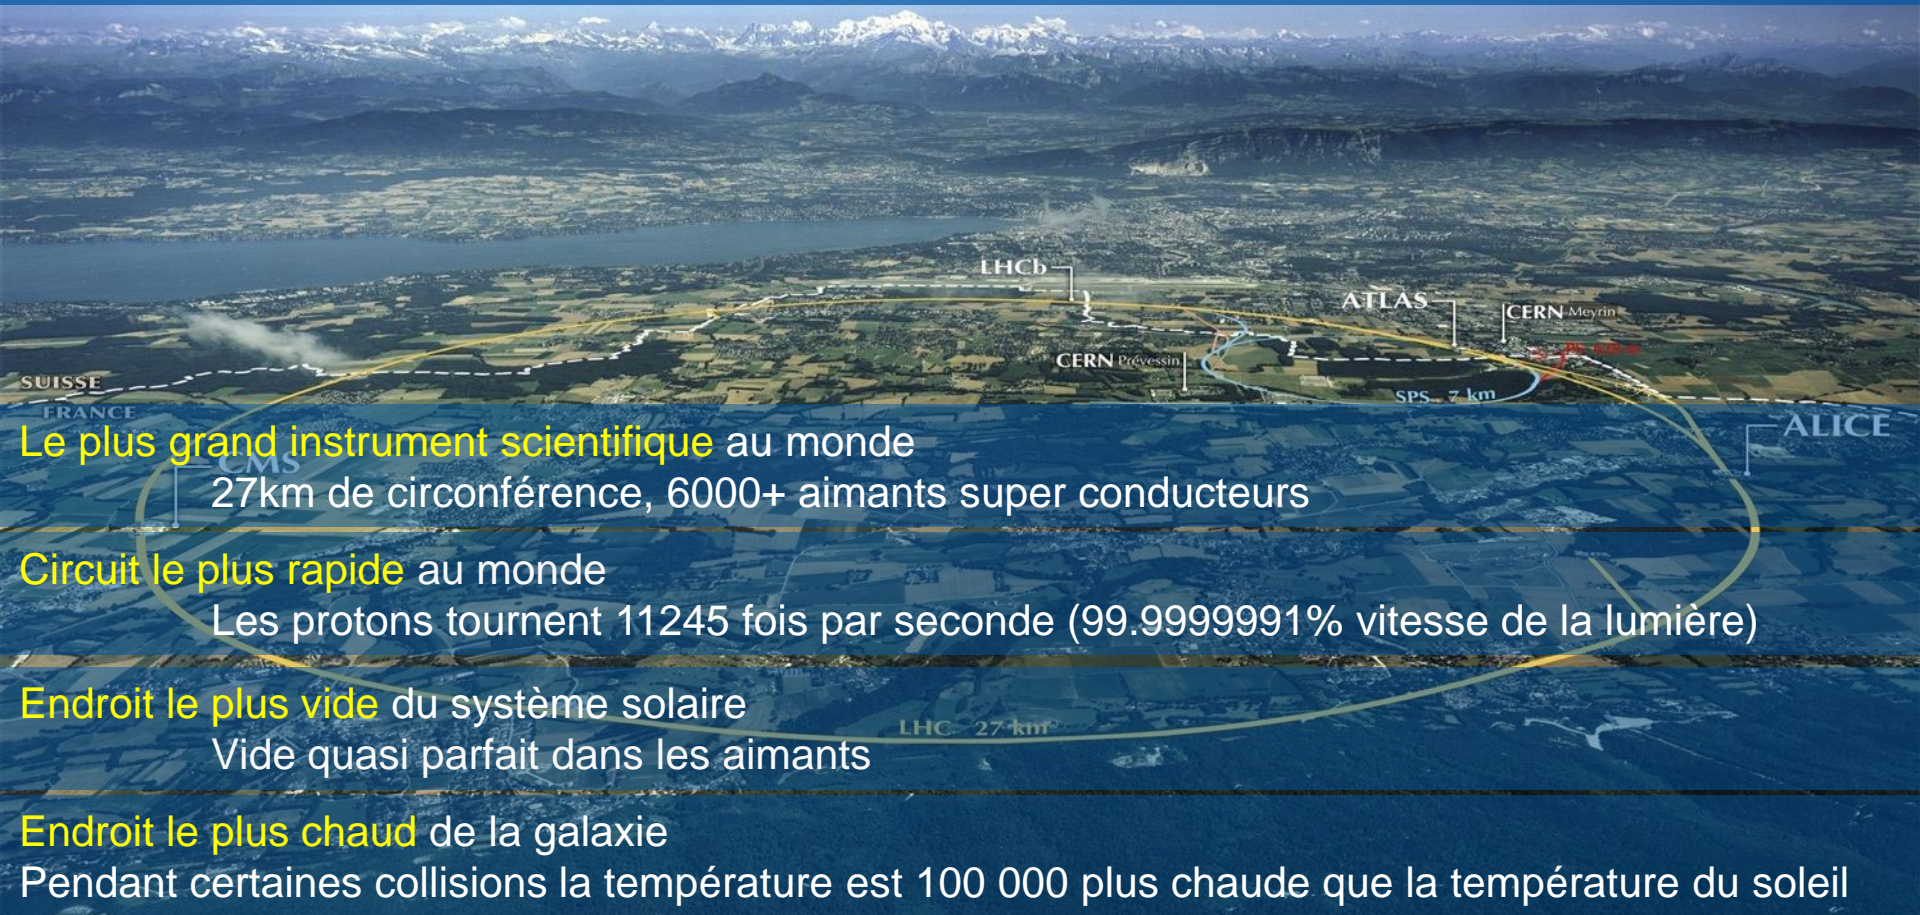 LHCb
ATLAS
CERN Meyrin
CERN Prévessin
SUISSE
FRANCE
SPS 7 km
ALICE
CMS
Le plus grand instrument scientifique au monde
27km de circonférence, 6000+ aimants super conducteurs
Circuit le plus rapide au monde
Les protons tournent 11245 fois par seconde (99.9999991% vitesse de la lumière)
Endroit le plus vide du système solaire
LHC 27 km
Vide quasi parfait dans les aimants
Endroit le plus chaud de la galaxie
Pendant certaines collisions la température est 100 000 plus chaude que la température du soleil